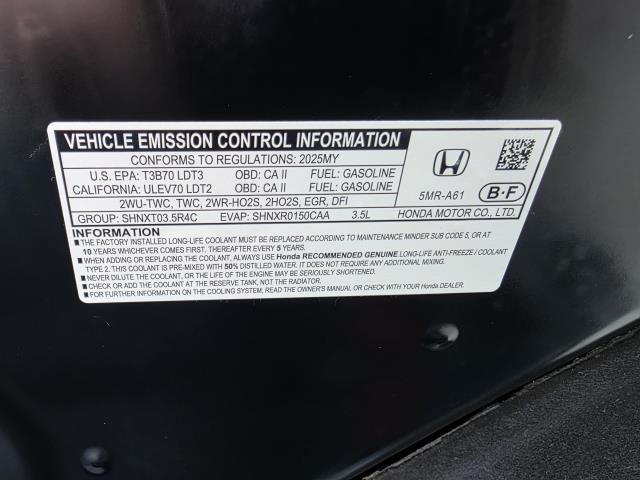 VEHICLE EMISSION CONTROL INFORMATION
CONFORMS TO REGULATIONS: 2025MY
U.S. EPA: T3B70 LDT3 OBD: CA II FUEL: GASOLINE
CALIFORNIA: ULEV70 LDT2 OBD: CA II FUEL: GASOLINE
2WU-TWC, TWC, 2WR-HO2S, 2HO2S, EGR, DFI
GROUP: SHNXT03.5R4C EVAP: SHNXR0150CAA 3.5L
5MR-A61
B·F
HONDA MOTOR CO., LTD.
INFORMATION
■ THE FACTORY INSTALLED LONG-LIFE COOLANT MUST BE REPLACED ACCORDING TO MAINTENANCE MINDER SUB CODE 5, OR AT
10 YEARS WHICHEVER COMES FIRST. THEREAFTER EVERY 5 YEARS.
■ WHEN ADDING OR REPLACING THE COOLANT, ALWAYS USE Honda RECOMMENDED GENUINE LONG-LIFE ANTI-FREEZE / COOLANT
TYPE 2. THIS COOLANT IS PRE-MIXED WITH 50% DISTILLED WATER. IT DOES NOT REQUIRE ANY ADDITIONAL MIXING.
■ NEVER DILUTE THE COOLANT, OR THE LIFE OF THE ENGINE MAY BE SERIOUSLY SHORTENED.
■ CHECK OR ADD THE COOLANT AT THE RESERVE TANK, NOT THE RADIATOR.
■ FOR FURTHER INFORMATION ON THE COOLING SYSTEM, READ THE OWNER'S MANUAL OR CHECK WITH YOUR Honda DEALER.